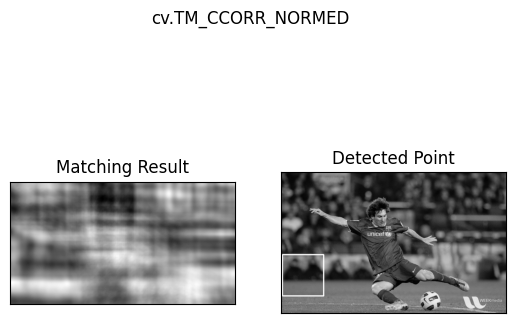 cv.TM_CCORR_NORMED
Matching Result
Detected Point
unicef